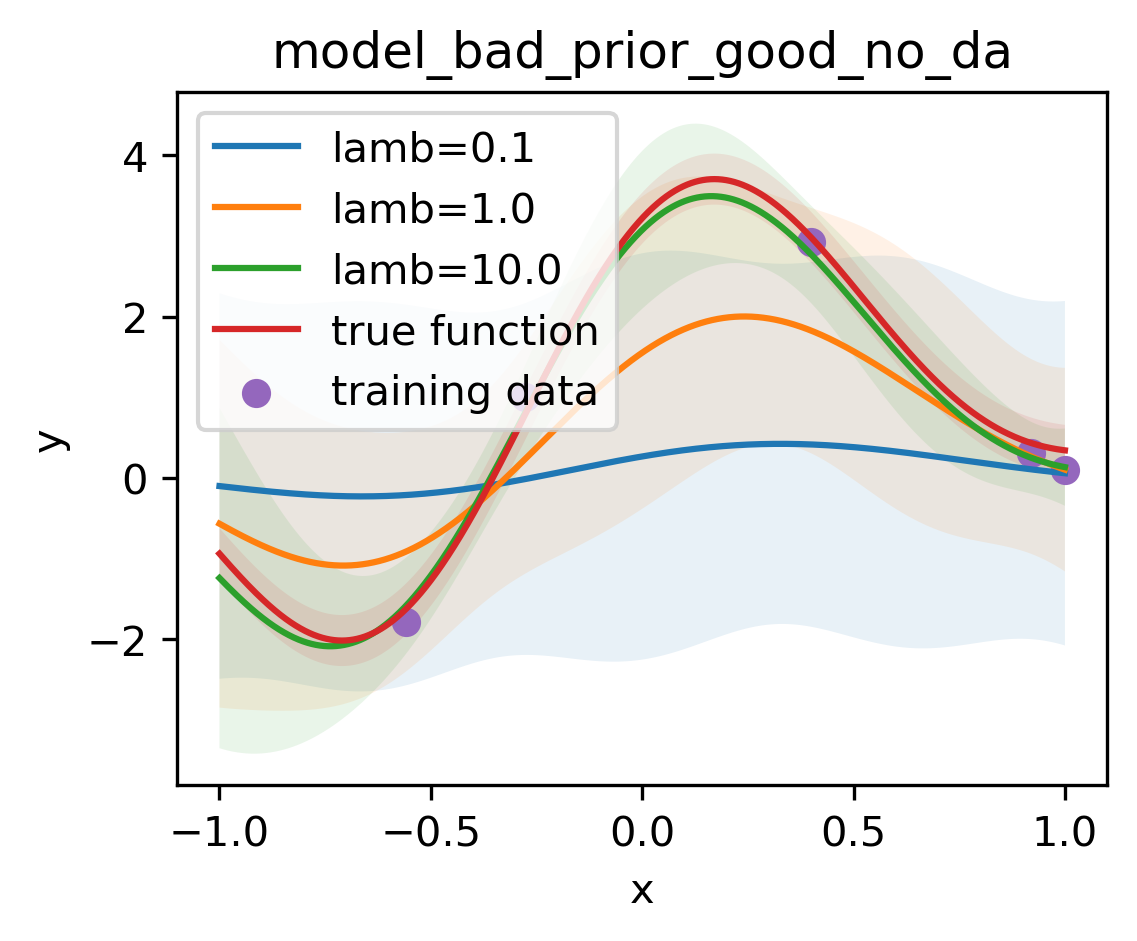 model_bad_prior_good_no_da
lamb=0.1
lamb=1.0
lamb=10.0
true function
training data
4
2
0
−2
y
−1.0 −0.5 0.0 0.5 1.0
x